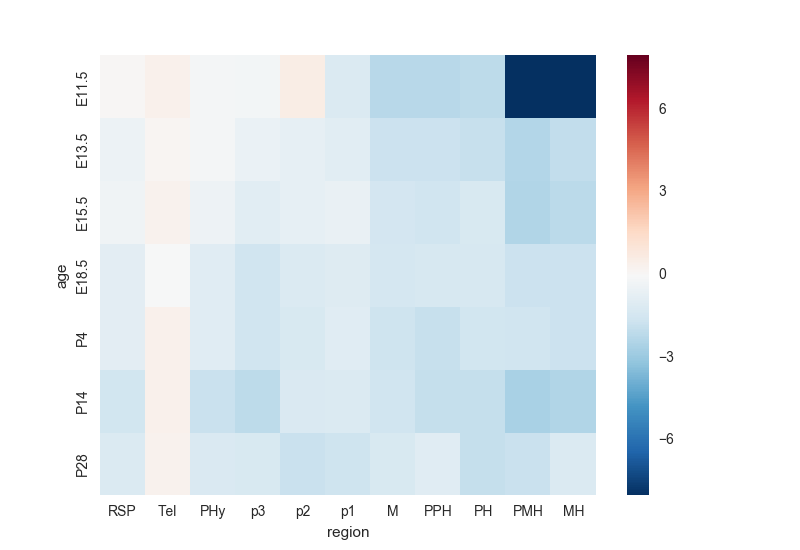 E11.5
E13.5
E15.5
E18.5
P4
P14
P28
age
RSP Tel PHy p3 p2 p1 M PPH PH PMH MH
region
6
3
0
−3
−6